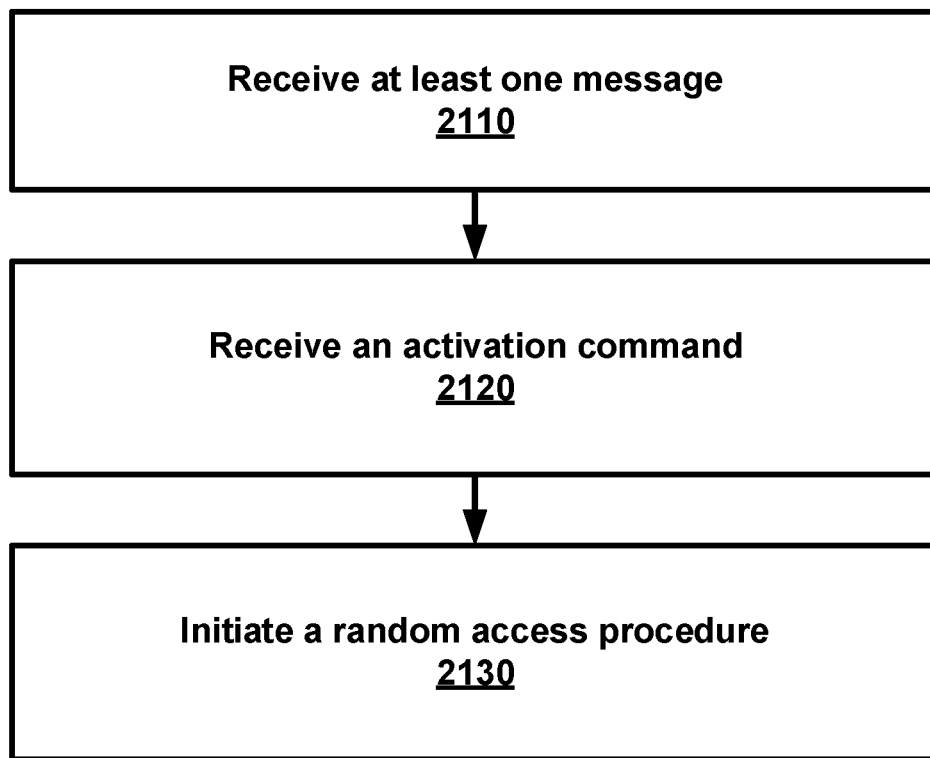 Receive at least one message
2110
Receive an activation command
2120
Initiate a random access procedure
2130